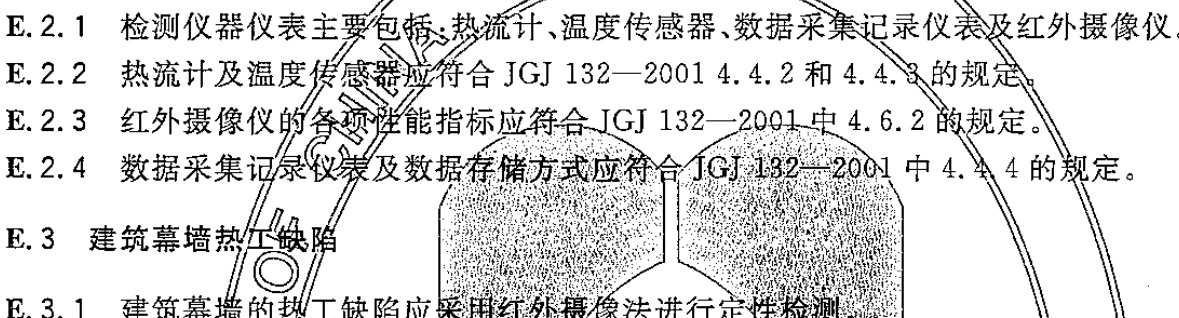 E.2.1 检测仪器仪表主要包括:热流计、温度传感器、数据采集记录仪表及红外摄像仪。
E.2.2 热流计及温度传感器应符合 JGJ 132—2001 4.4.2 和 4.4.3 的规定。
E.2.3 红外摄像仪的各项性能指标应符合 JGJ 132—2001 中 4.6.2 的规定。
E.2.4 数据采集记录仪表及数据存储方式应符合 JGJ 132—2001 中 4.4.4 的规定。
E.3 建筑幕墙热工缺陷
E.3.1 建筑幕墙的热工缺陷应采用红外摄像法进行定性检测。
OF CHINA